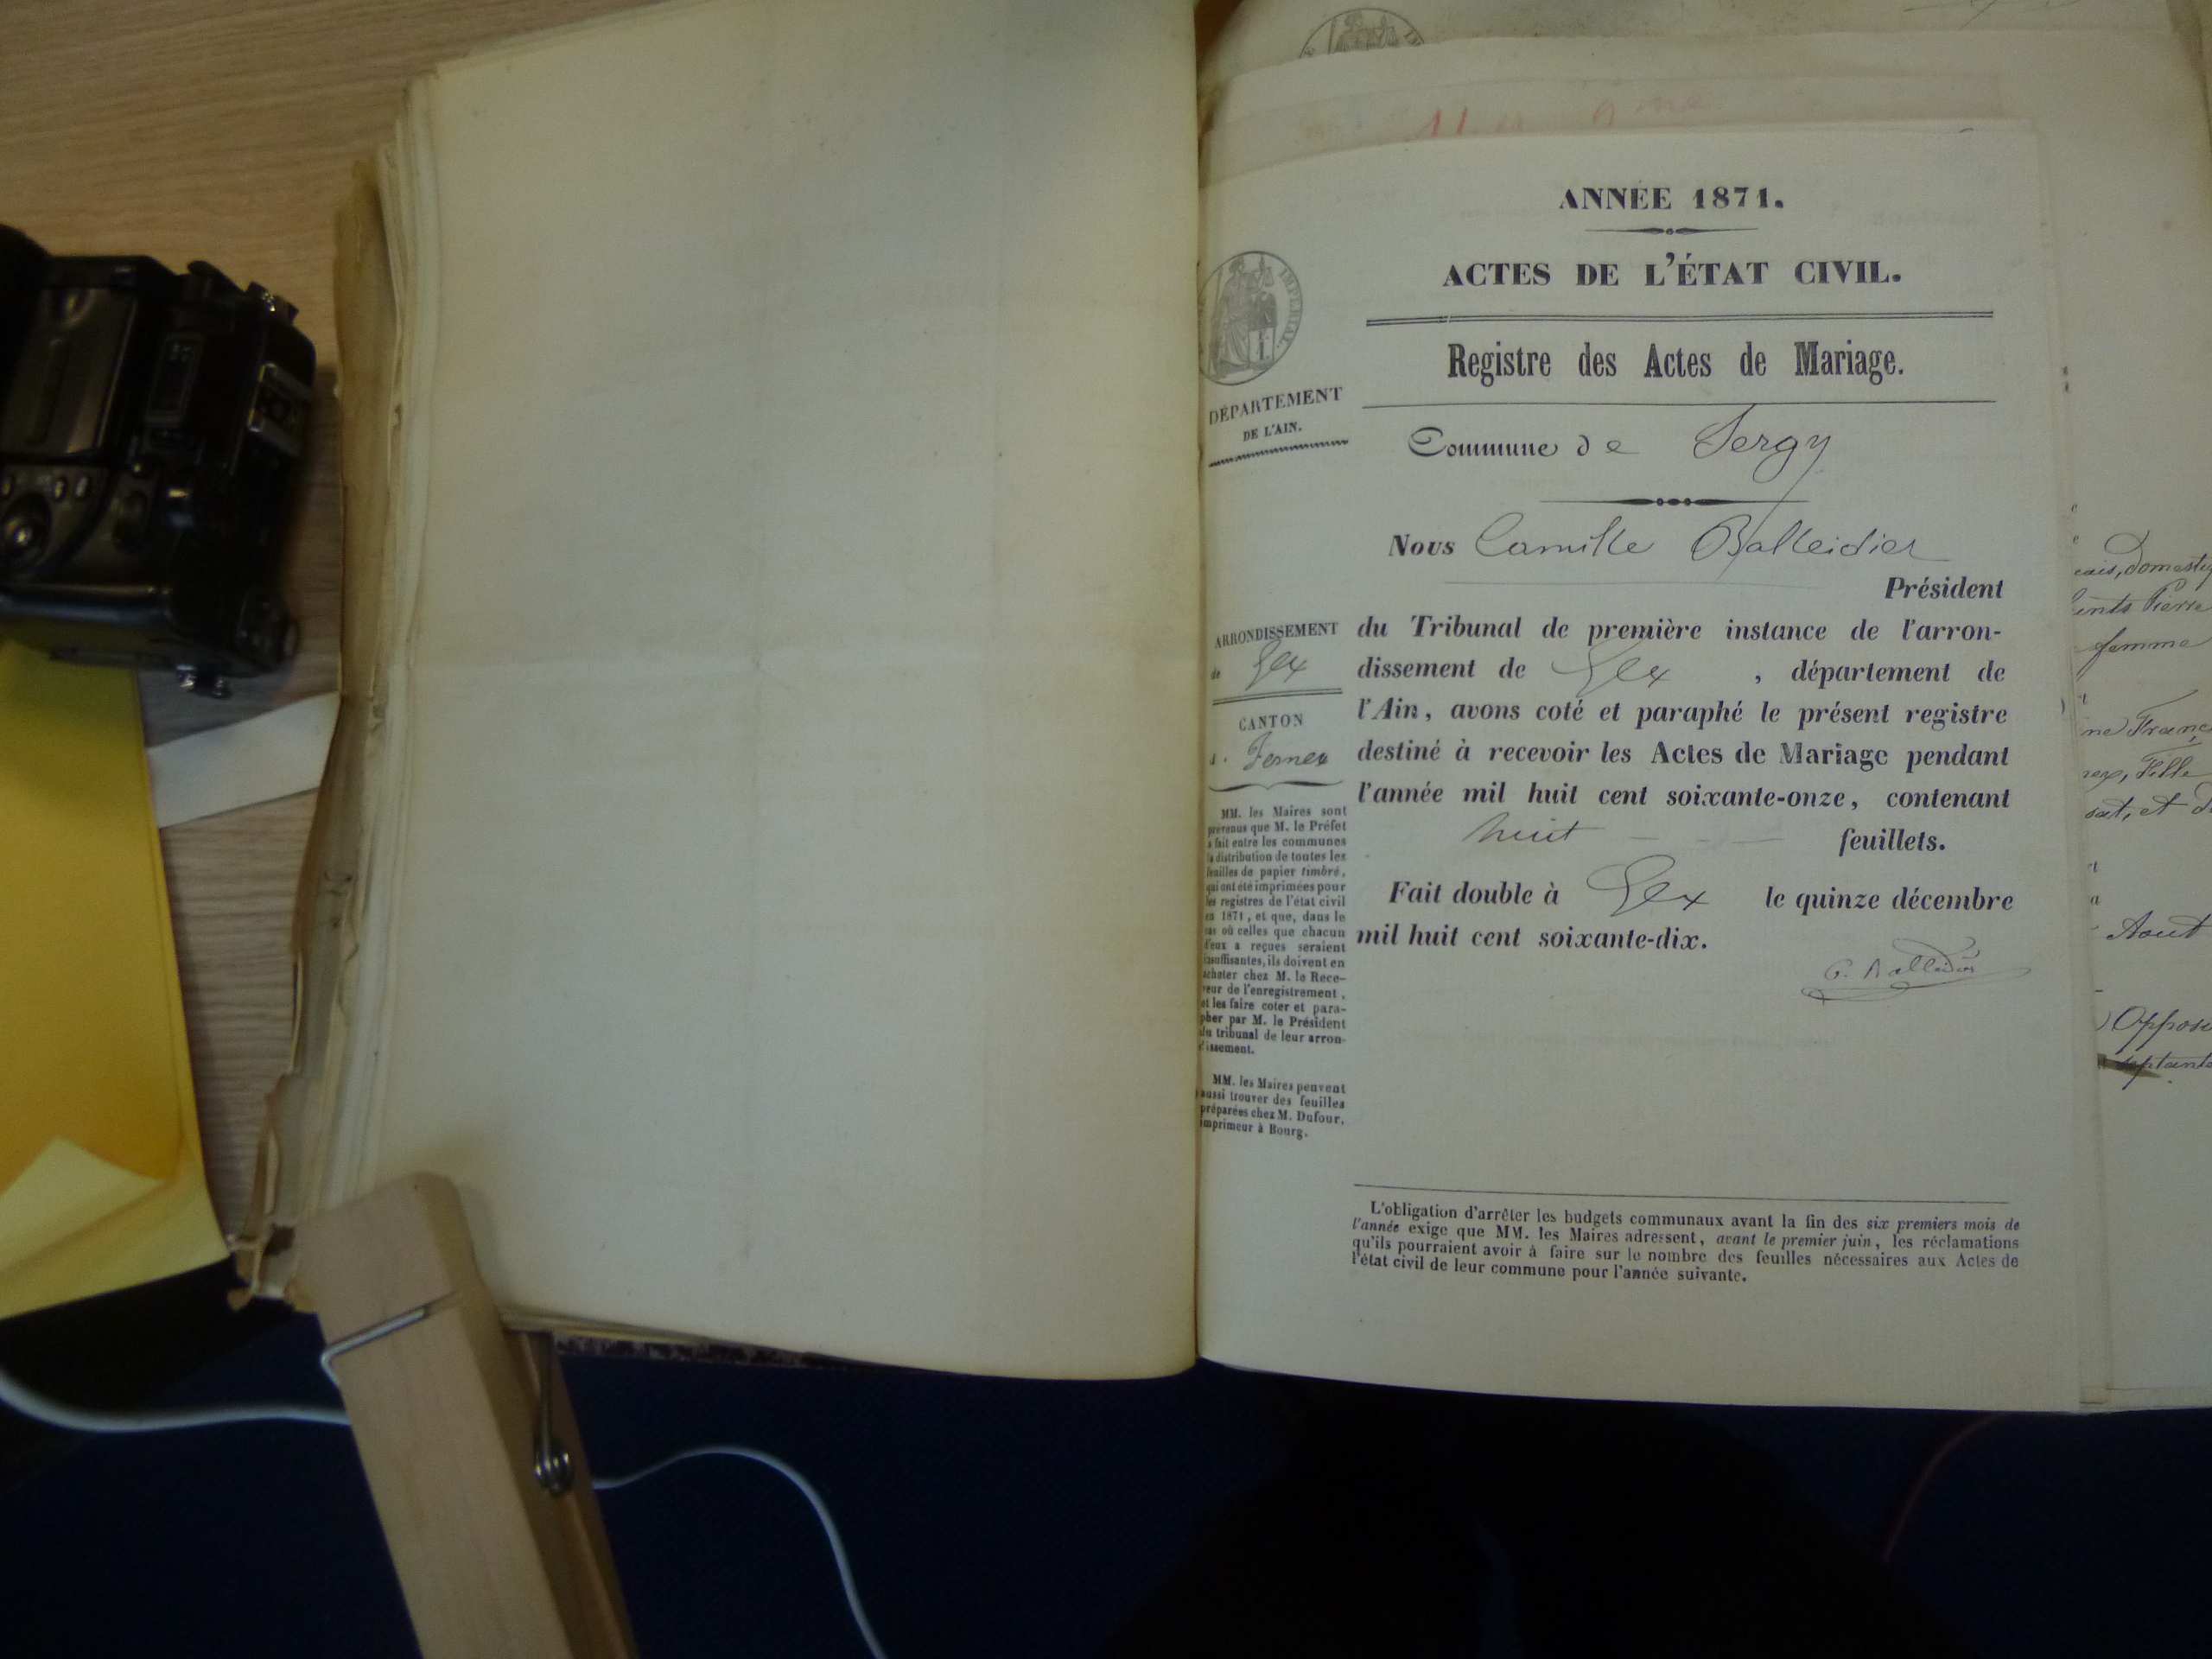 ANNÉE 1871.
ACTES DE L'ÉTAT CIVIL.
Registre des Actes de Mariage.
Commune de Sergy
Nous Camille Balleidier
Président
du Tribunal de première instance de l'arron-
dissement de Gex, département de
l'Ain, avons coté et paraphé le présent registre
destiné à recevoir les Actes de Mariage pendant
l'année mil huit cent soixante-onze, contenant
huit feuillets.
Fait double à Gex le quinze décembre
mil huit cent soixante-dix.
C. Balleidier
IMPERIAL.
DÉPARTEMENT
DE L'AIN.
ARRONDISSEMENT
de Gex
CANTON
Fernex
MM. les Maires sont
prévenus que M. le Préfet
a fait entre les communes
la distribution de toutes les
feuilles de papier timbré,
qui ont été imprimées pour
les registres de l'état civil
en 1871, et que, dans le
cas où celles que chacun
d'eux a reçues seraient
insuffisantes, ils doivent en
acheter chez M. le Rece-
veur de l'enregistrement,
et les faire coter et para-
pher par M. le Président
du tribunal de leur arron-
dissement.
MM. les Maires peuvent
aussi trouver des feuilles
préparées chez M. Dufour,
imprimeur à Bourg.
L'obligation d'arrêter les budgets communaux avant la fin des six premiers mois de
l'année exige que MM. les Maires adressent, avant le premier juin, les réclamations
qu'ils pourraient avoir à faire sur le nombre des feuilles nécessaires aux Actes de
l'état civil de leur commune pour l'année suivante.
Pierre
femme
Fille
et
Aout